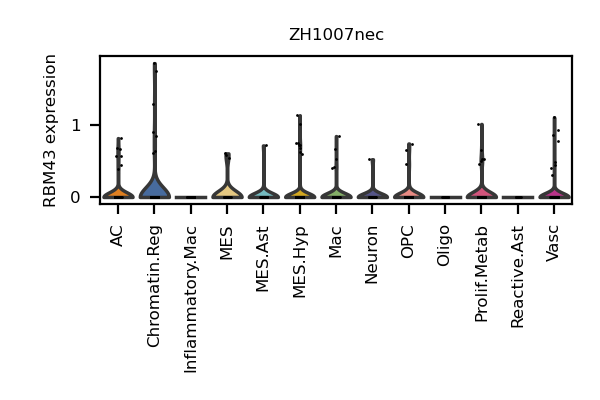 ZH1007nec
RBM43 expression
1
0
AC
Chromatin.Reg
Inflammatory.Mac
MES
MES.Ast
MES.Hyp
Mac
Neuron
OPC
Oligo
Prolif.Metab
Reactive.Ast
Vasc